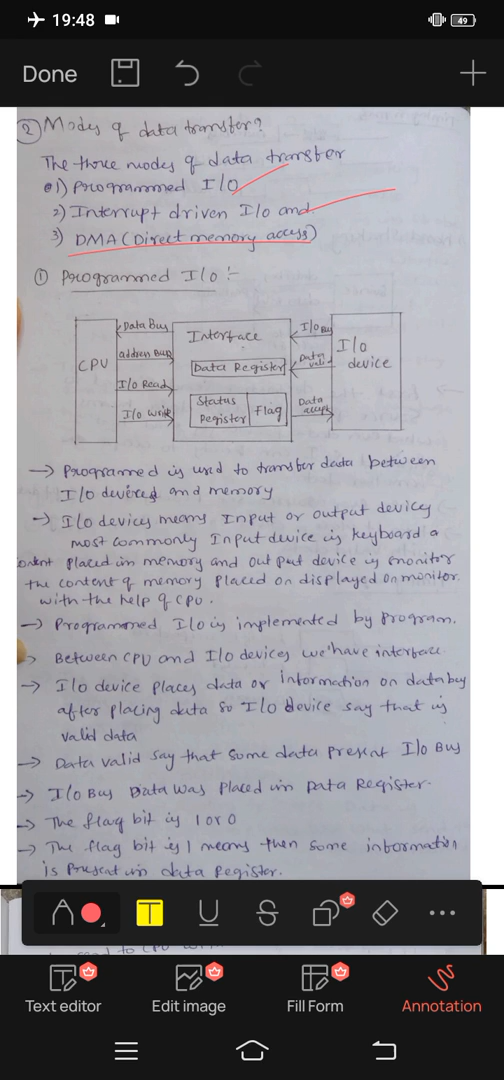 19:48
49
Done
2 Modes of data transfer?
The three modes of data transfer
1) Programmed I/O
2) Interrupt driven I/O and
3) DMA (Direct memory access)
① Programmed I/O :-
CPU
Data Bus
address Bus
I/O Read
I/O write
Interface
Data Register
Status Register
Flag
I/O Bus
Data valid
Data accept
I/O device
→ Programmed is used to transfer data between
I/O devices and memory
→ I/O devices means Input or output devices
most commonly Input device is keyboard a
ontent placed in memory and output device is monitor
the content of memory placed on displayed on monitor.
with the help of CPU.
→ Programmed I/O is implemented by Program.
→ Between CPU and I/O devices we have interface
→ I/O device places data or information on data bus
after placing data so I/O device say that is
valid data
→ Data valid say that some data present I/O Bus
→ I/O Bus Data was placed in Data Register.
→ The flag bit is 1 or 0
→ The flag bit is 1 means then some information
is Present in data Register.
T
U
S
Text editor
Edit image
Fill Form
Annotation